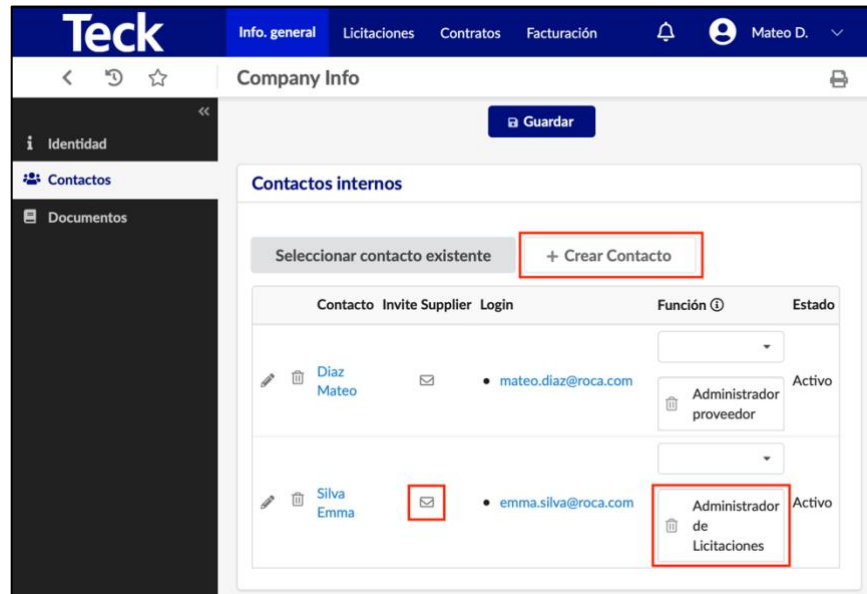 Teck
Info. general Licitaciones Contratos Facturación Mateo D.
Company Info
Guardar
Identidad
Contactos
Documentos
Contactos internos
Seleccionar contacto existente + Crear Contacto
Contacto Invite Supplier Login Función Estado
Diaz
Mateo
mateo.diaz@roca.com
Administrador
proveedor
Activo
Silva
Emma
emma.silva@roca.com
Administrador
de
Licitaciones
Activo